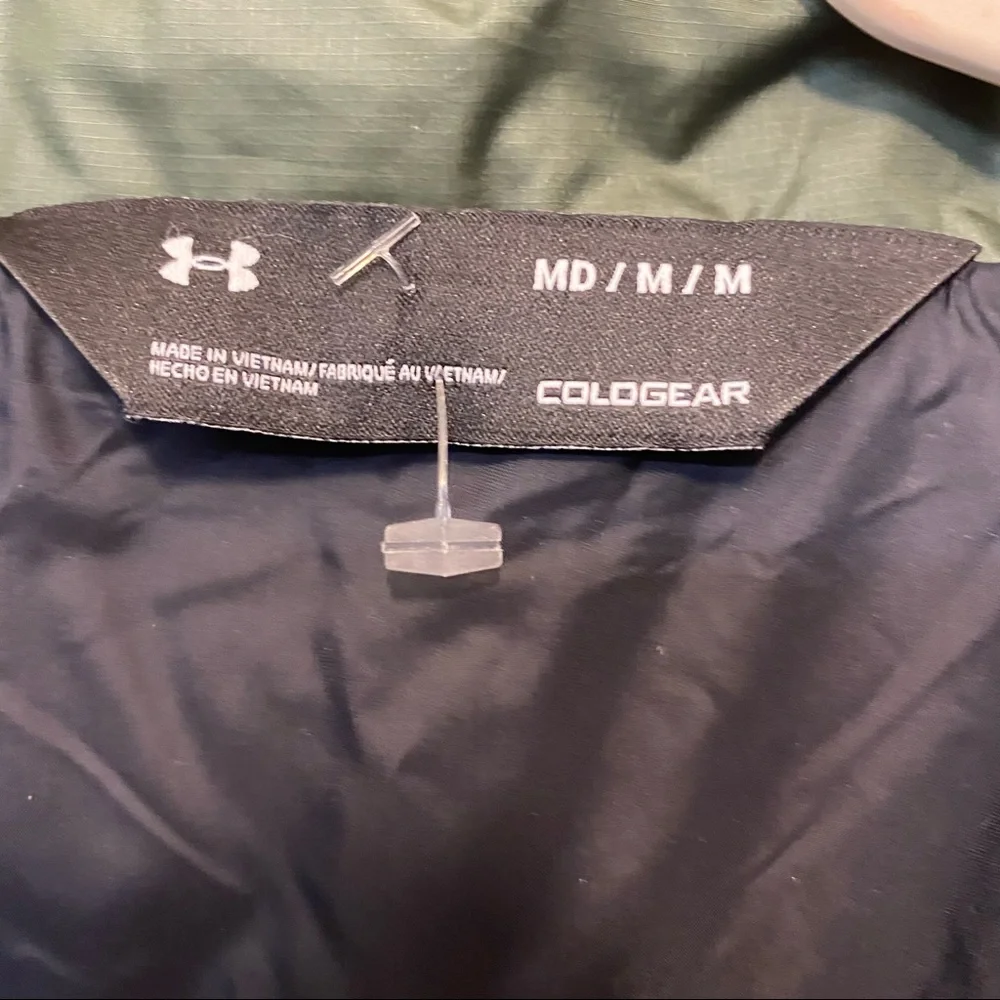 MD / M / M
MADE IN VIETNAM/FABRIQUÉ AU VIETNAM/
HECHO EN VIETNAM
COLDGEAR